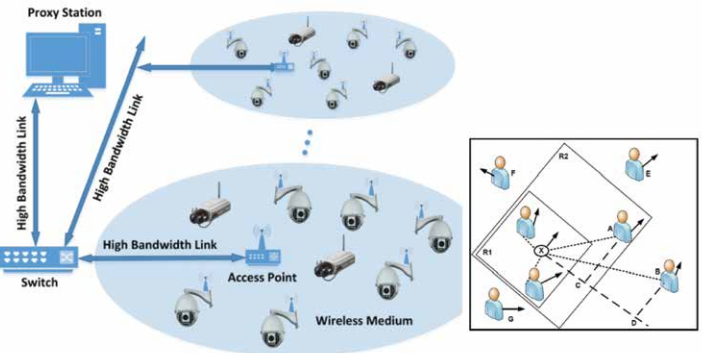 Proxy Station
High Bandwidth Link
High Bandwidth Link
High Bandwidth Link
Switch
Access Point
Wireless Medium
F
E
R2
A
X
R1
B
C
G
D